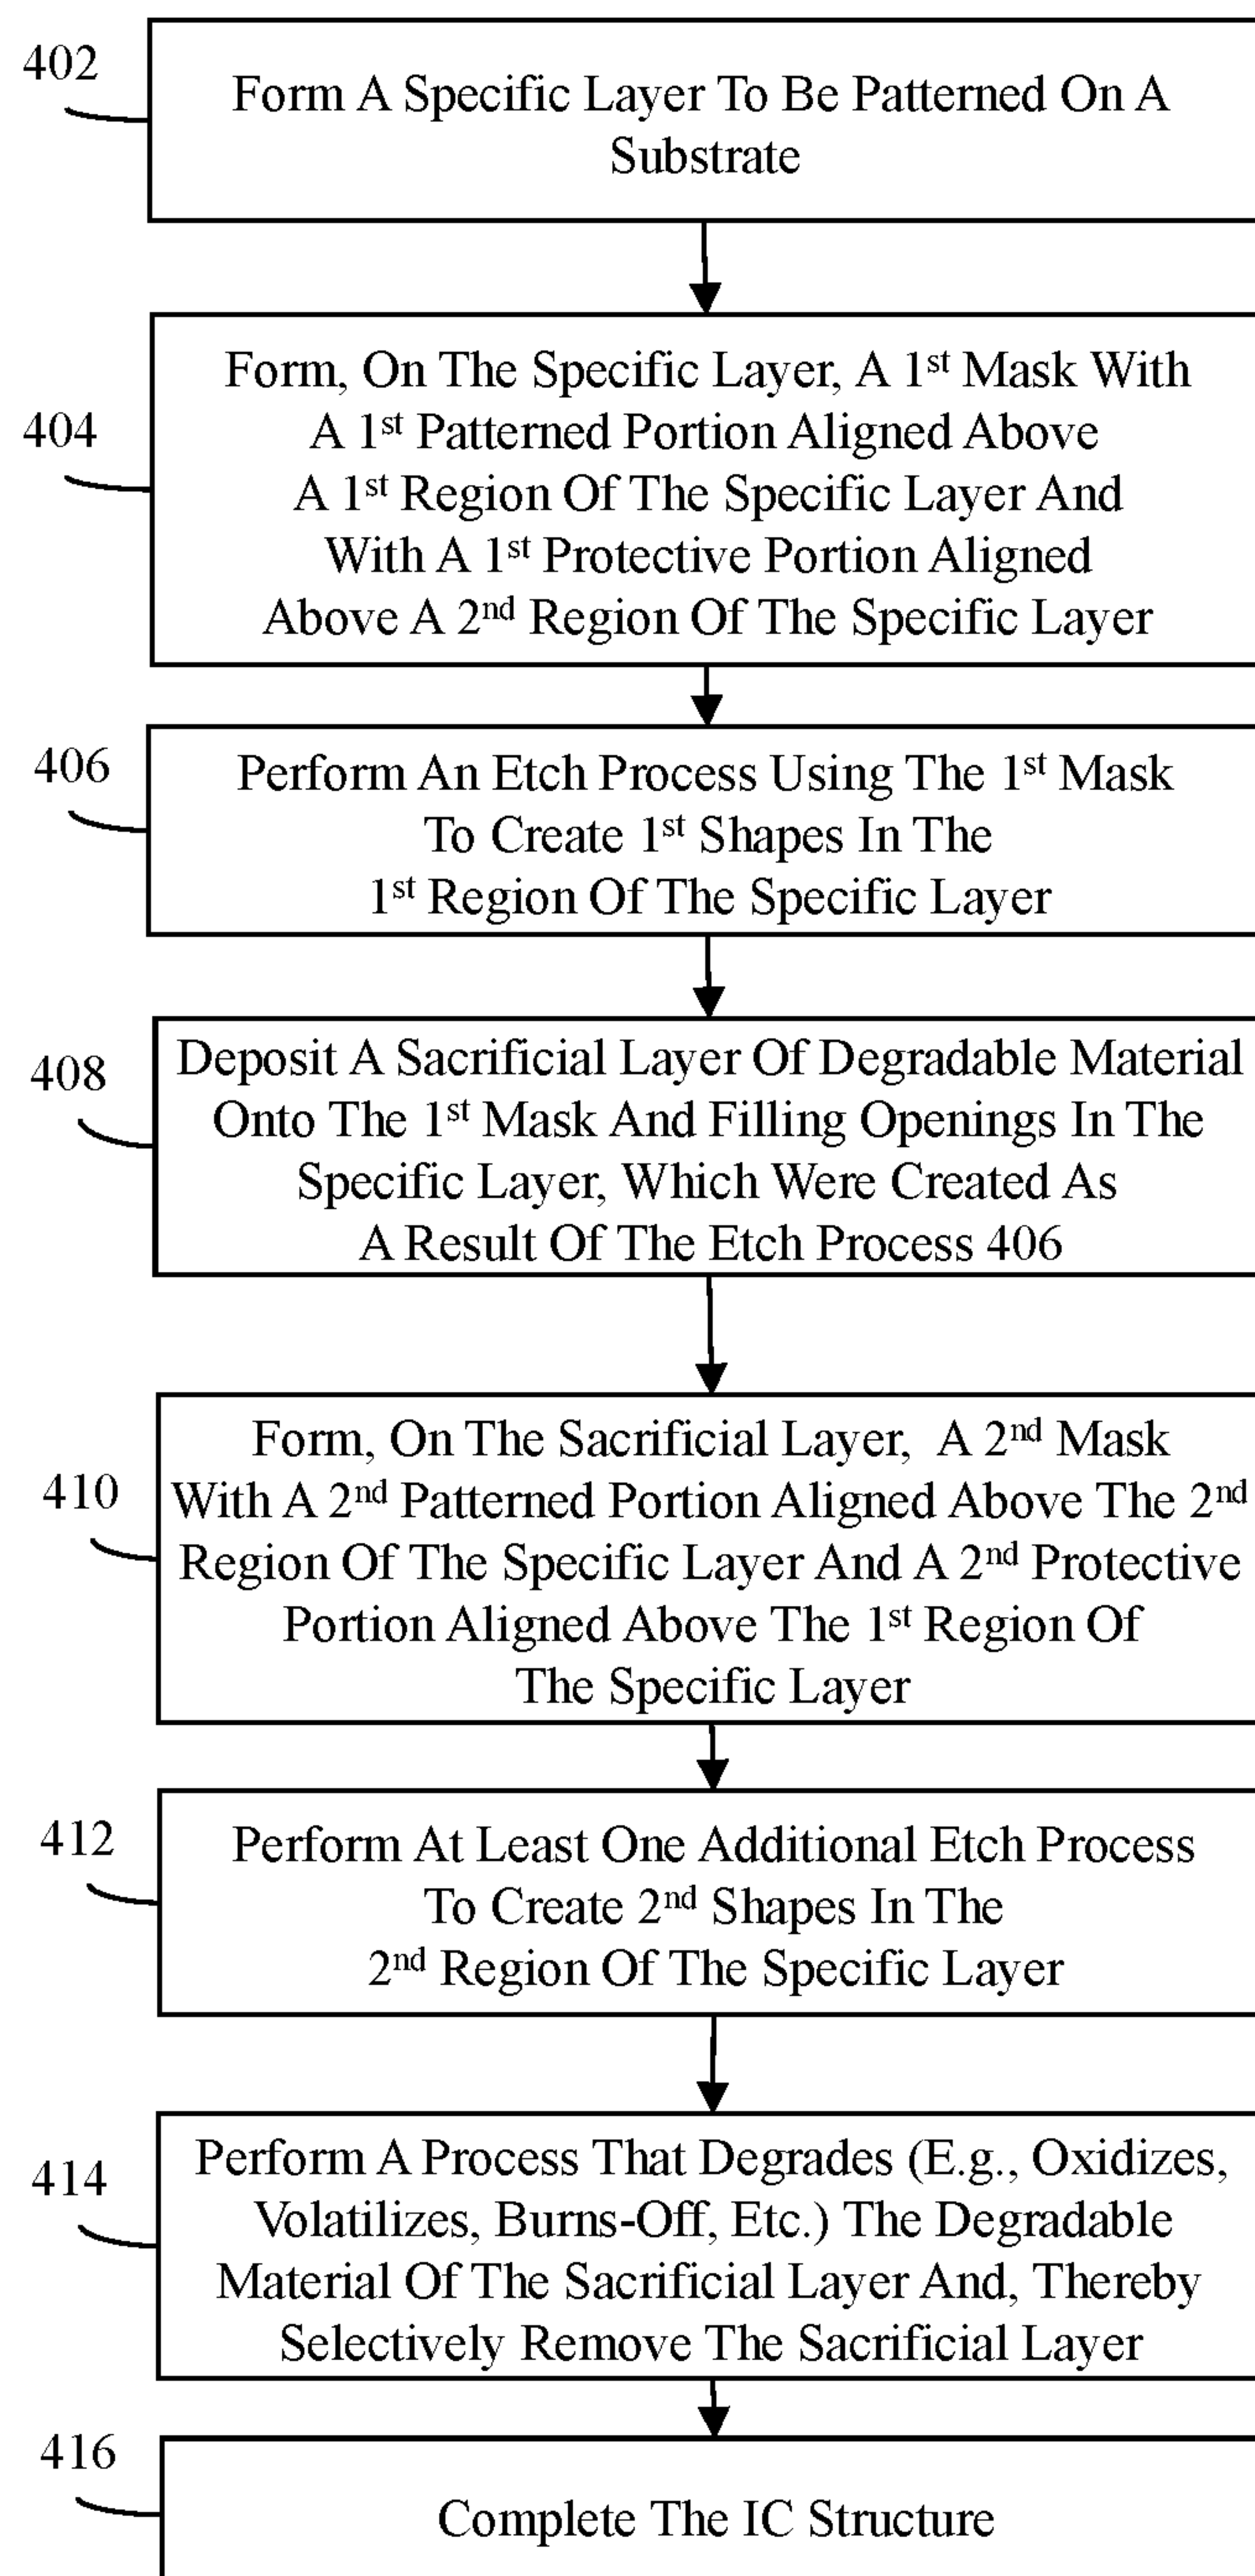 402
Form A Specific Layer To Be Patterned On A
Substrate
404
Form, On The Specific Layer, A 1st Mask With
A 1st Patterned Portion Aligned Above
A 1st Region Of The Specific Layer And
With A 1st Protective Portion Aligned
Above A 2nd Region Of The Specific Layer
406
Perform An Etch Process Using The 1st Mask
To Create 1st Shapes In The
1st Region Of The Specific Layer
408
Deposit A Sacrificial Layer Of Degradable Material
Onto The 1st Mask And Filling Openings In The
Specific Layer, Which Were Created As
A Result Of The Etch Process 406
410
Form, On The Sacrificial Layer, A 2nd Mask
With A 2nd Patterned Portion Aligned Above The 2nd
Region Of The Specific Layer And A 2nd Protective
Portion Aligned Above The 1st Region Of
The Specific Layer
412
Perform At Least One Additional Etch Process
To Create 2nd Shapes In The
2nd Region Of The Specific Layer
414
Perform A Process That Degrades (E.g., Oxidizes,
Volatilizes, Burns-Off, Etc.) The Degradable
Material Of The Sacrificial Layer And, Thereby
Selectively Remove The Sacrificial Layer
416
Complete The IC Structure